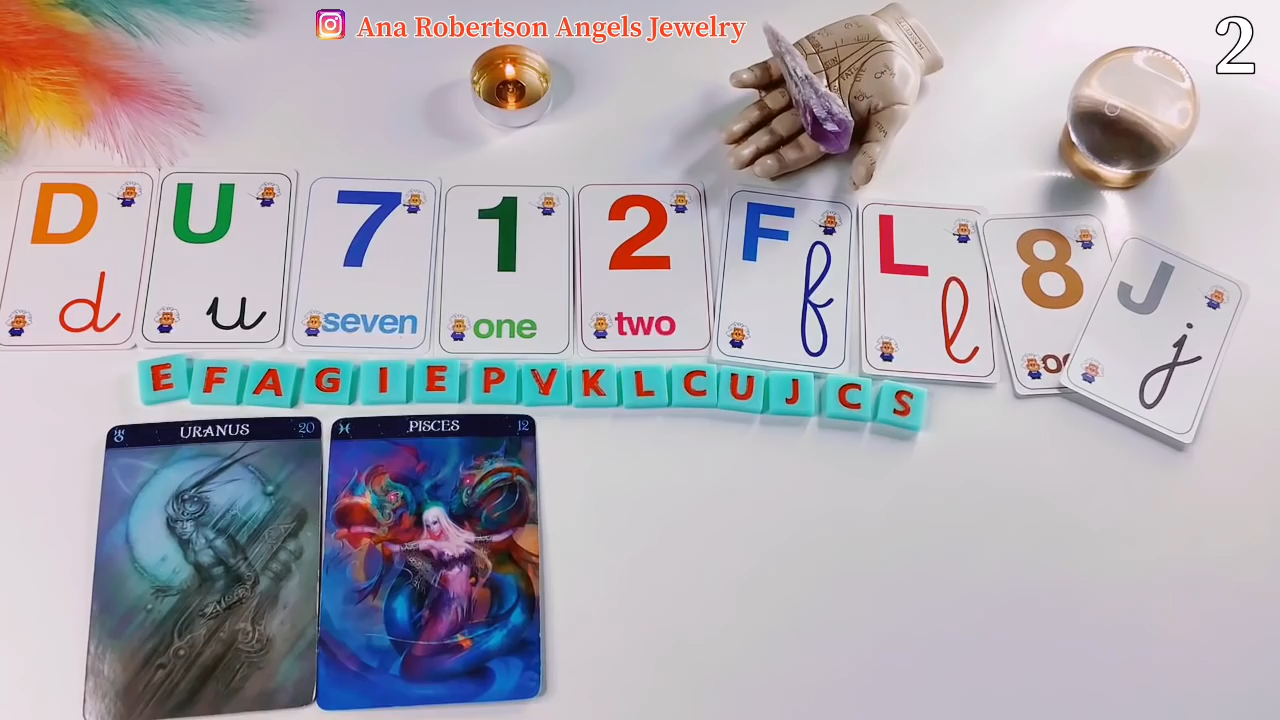 Ana Robertson Angels Jewelry
2
D
d
U
u
7
seven
1
one
2
two
F
f
L
l
8
J
j
E F A G I E P V K L C U J C S
URANUS 20
PISCES 12